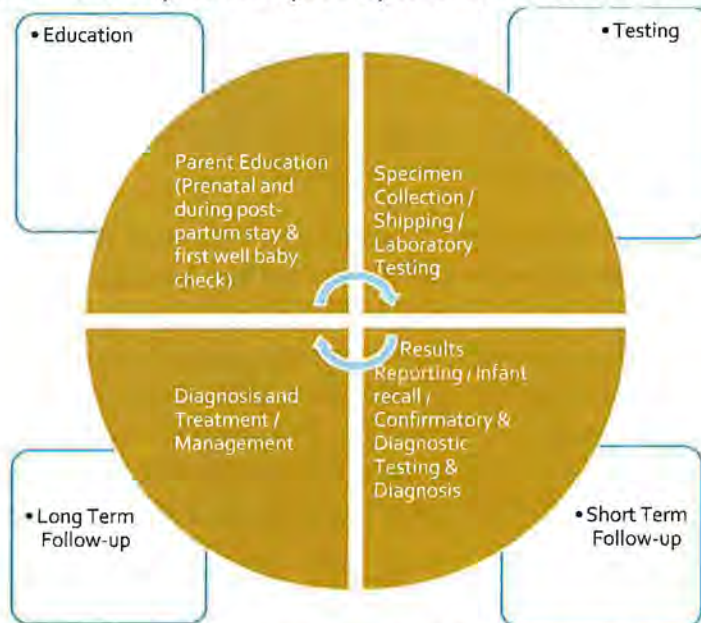 • Education
• Testing
Parent Education
(Prenatal and
during post-
partum stay &
first well baby
check)
Specimen
Collection /
Shipping /
Laboratory
Testing
Diagnosis and
Treatment /
Management
Results
Reporting / Infant
recall /
Confirmatory &
Diagnostic
Testing &
Diagnosis
• Long Term
Follow-up
• Short Term
Follow-up